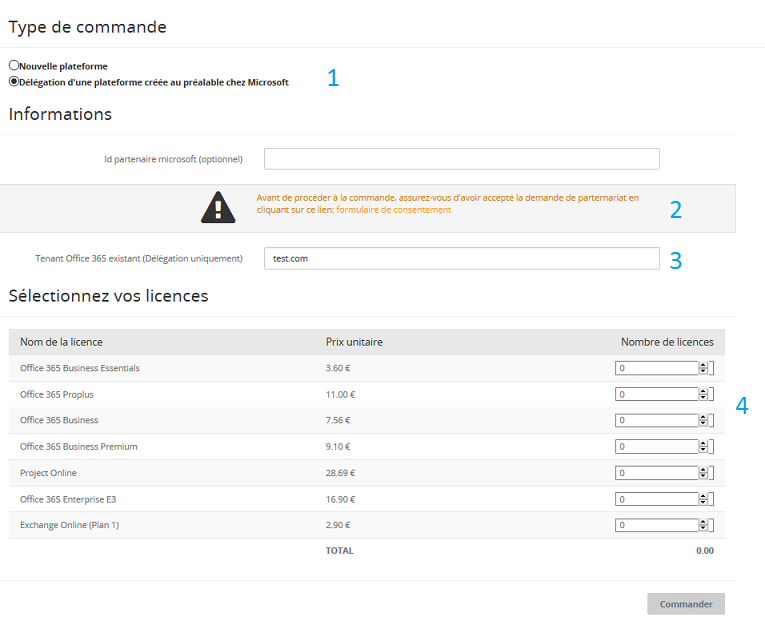 Type de commande
Nouvelle plateforme
Délégation d'une plateforme créée au préalable chez Microsoft
1
Informations
Id partenaire microsoft (optionnel)
Avant de procéder à la commande, assurez-vous d'avoir accepté la demande de parternariat en
cliquant sur ce lien: formulaire de consentement
2
Tenant Office 365 existant (Délégation uniquement) test.com
3
Sélectionnez vos licences
Nom de la licence Prix unitaire Nombre de licences
Office 365 Business Essentials 3.60 € 0
Office 365 Proplus 11.00 € 0
4
Office 365 Business 7.56 € 0
Office 365 Business Premium 9.10 € 0
Project Online 28.69 € 0
Office 365 Enterprise E3 16.90 € 0
Exchange Online (Plan 1) 2.90 € 0
TOTAL 0.00
Commander